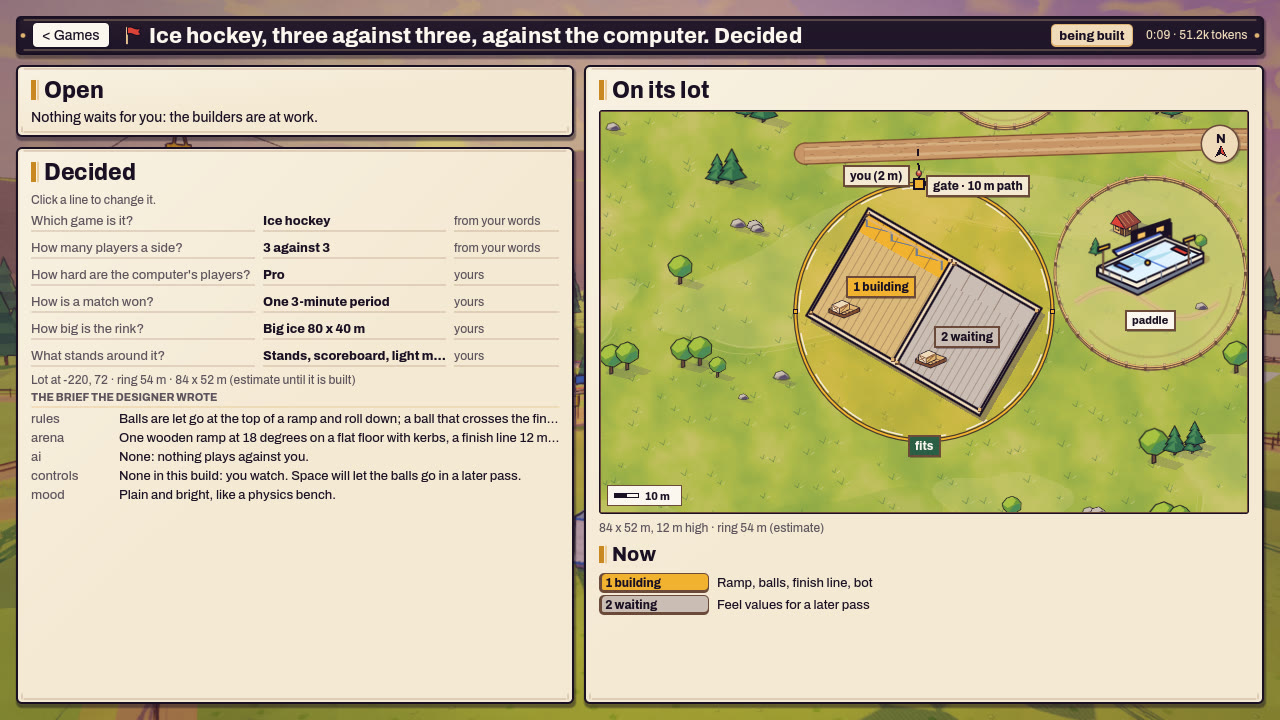 < Games
Ice hockey, three against three, against the computer. Decided
being built
0:09 · 51.2k tokens
Open
Nothing waits for you: the builders are at work.
Decided
Click a line to change it.
Which game is it? Ice hockey from your words
How many players a side? 3 against 3 from your words
How hard are the computer's players? Pro yours
How is a match won? One 3-minute period yours
How big is the rink? Big ice 80 x 40 m yours
What stands around it? Stands, scoreboard, light m... yours
Lot at -220, 72 · ring 54 m · 84 x 52 m (estimate until it is built)
THE BRIEF THE DESIGNER WROTE
rules Balls are let go at the top of a ramp and roll down; a ball that crosses the fin...
arena One wooden ramp at 18 degrees on a flat floor with kerbs, a finish line 12 m...
ai None: nothing plays against you.
controls None in this build: you watch. Space will let the balls go in a later pass.
mood Plain and bright, like a physics bench.
On its lot
N
you (2 m)
gate · 10 m path
1 building
2 waiting
paddle
fits
10 m
84 x 52 m, 12 m high · ring 54 m (estimate)
Now
1 building Ramp, balls, finish line, bot
2 waiting Feel values for a later pass